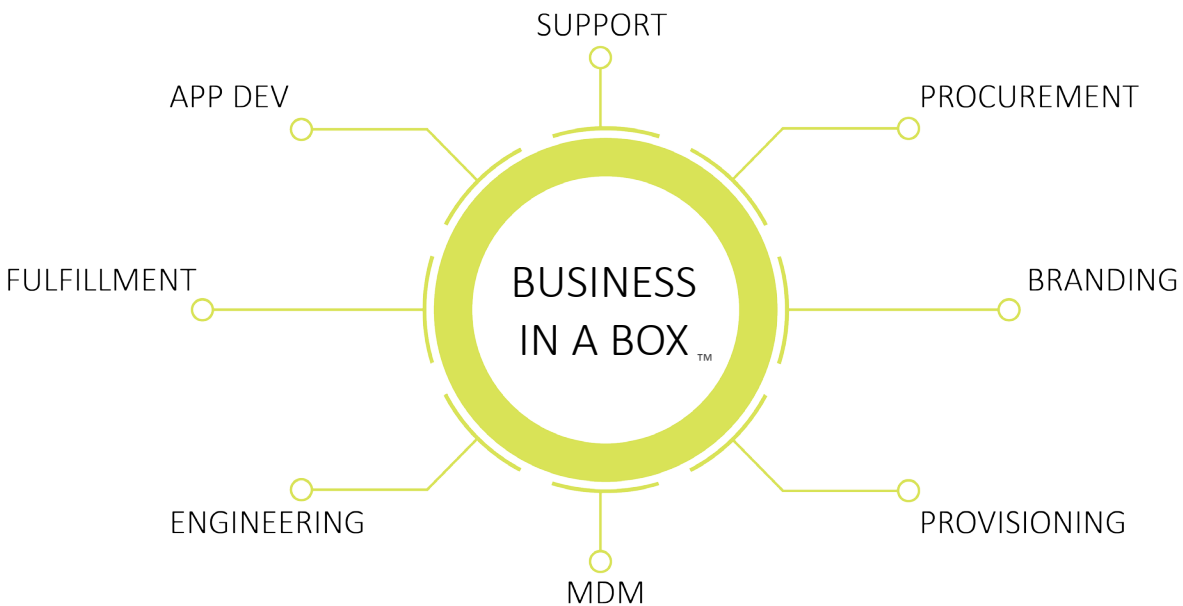 SUPPORT
APP DEV
PROCUREMENT
FULFILLMENT
BRANDING
BUSINESS
IN A BOX ™
ENGINEERING
PROVISIONING
MDM